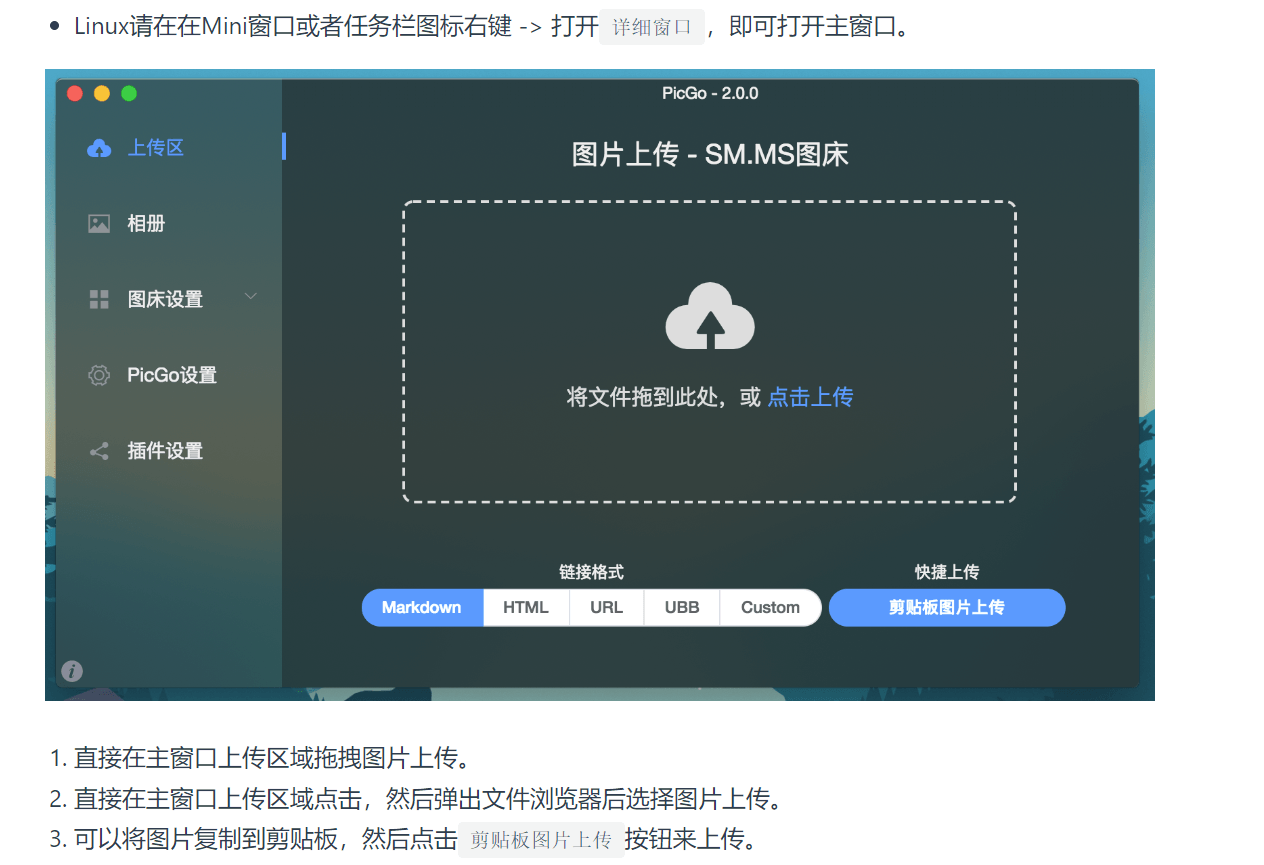 Linux请在在Mini窗口或者任务栏图标右键 -> 打开 详细窗口 ，即可打开主窗口。
PicGo - 2.0.0
上传区
相册
图床设置
PicGo设置
插件设置
图片上传 - SM.MS图床
将文件拖到此处，或 点击上传
链接格式 快捷上传
Markdown HTML URL UBB Custom 剪贴板图片上传
i
1. 直接在主窗口上传区域拖拽图片上传。
2. 直接在主窗口上传区域点击，然后弹出文件浏览器后选择图片上传。
3. 可以将图片复制到剪贴板，然后点击 剪贴板图片上传 按钮来上传。